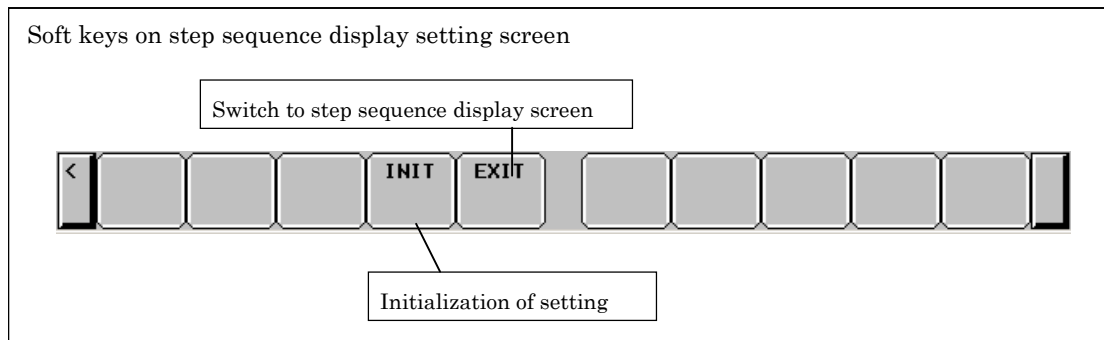 Soft keys on step sequence display setting screen
Switch to step sequence display screen
< INIT EXIT
Initialization of setting